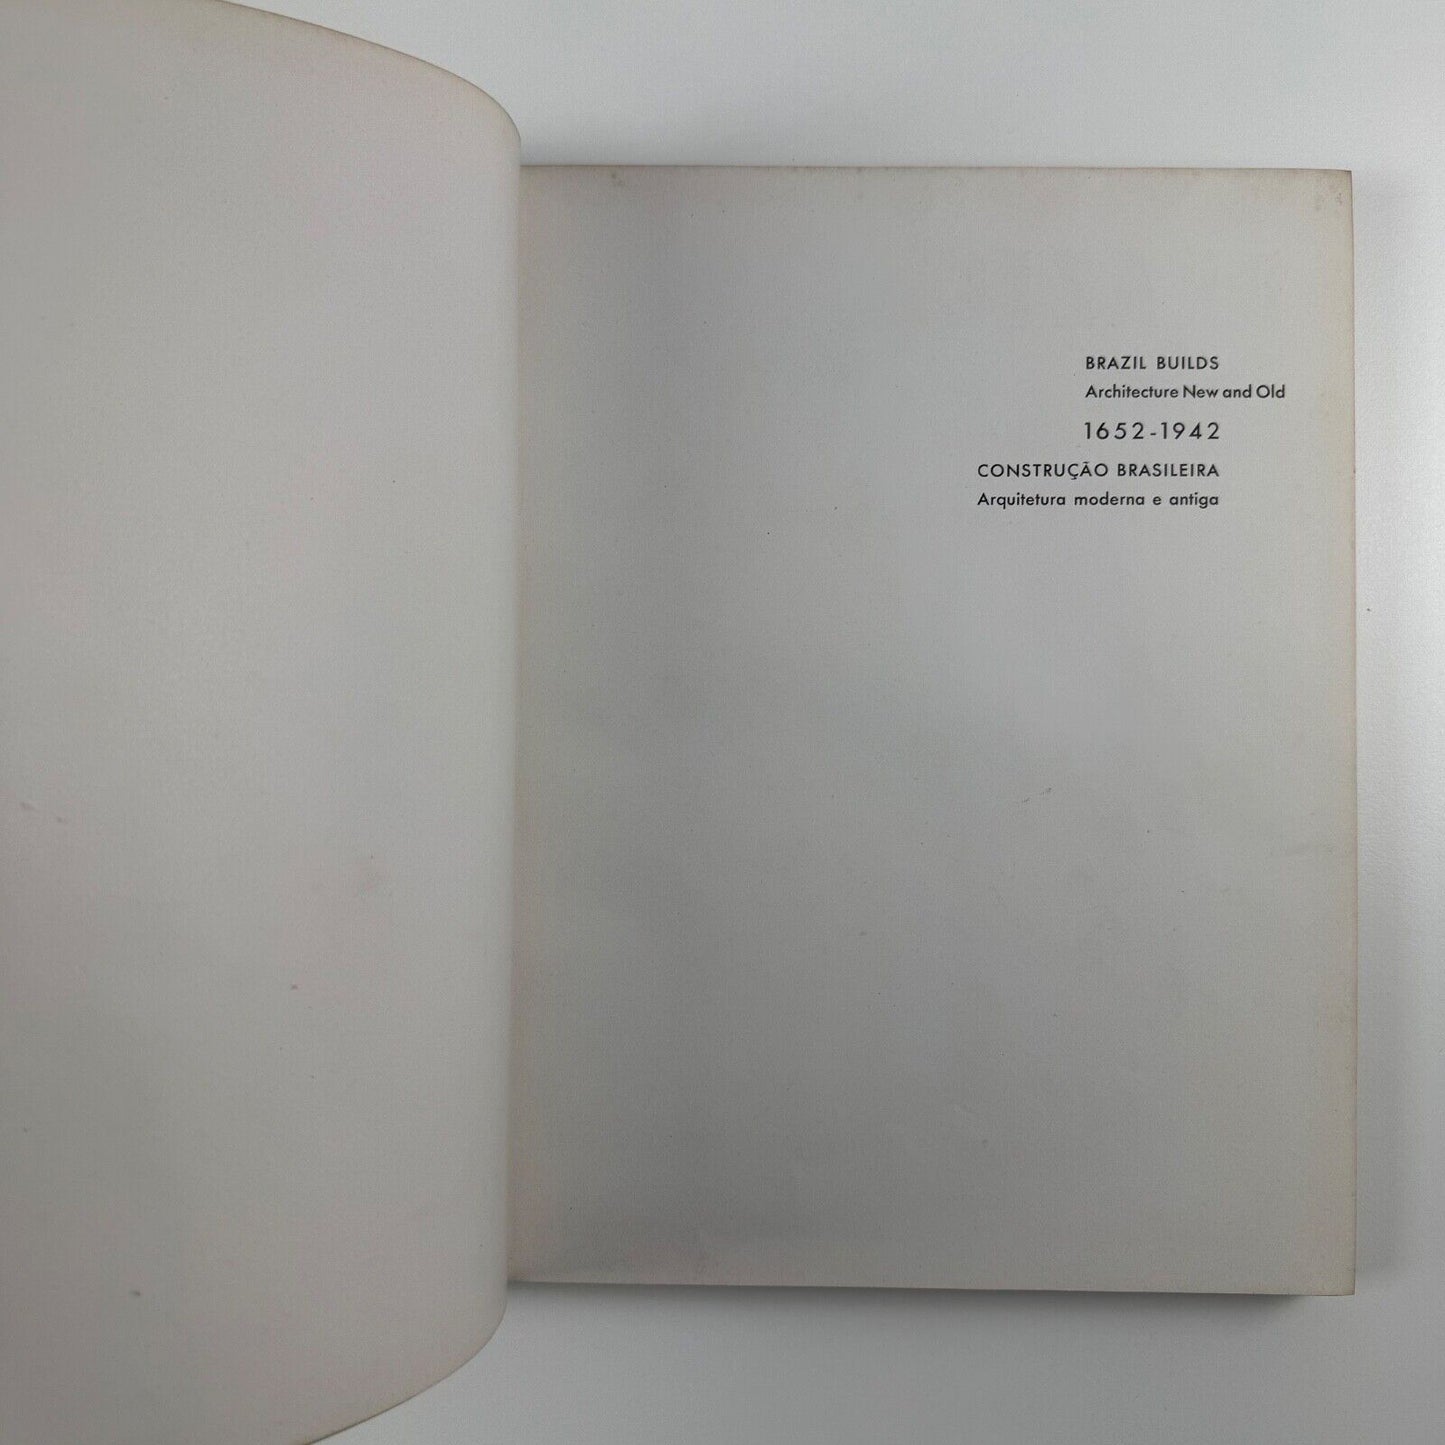 BRAZIL BUILDS
Architecture New and Old
1652-1942
CONSTRUÇÃO BRASILEIRA
Arquitetura moderna e antiga